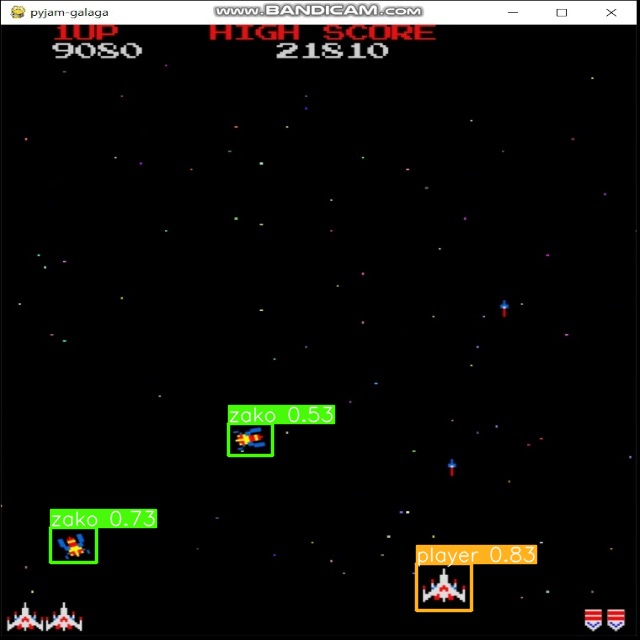 pyjam-galaga
www.BANDICAM.com
1UP HIGH SCORE
9080 21810
zako 0.53
zako 0.73
player 0.83